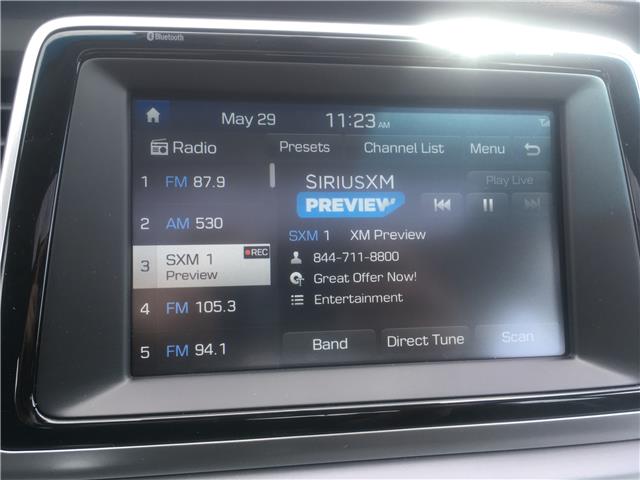 Bluetooth
May 29 11:23 AM
Radio Presets Channel List Menu
1 FM 87.9
2 AM 530
3 SXM 1 REC
Preview
4 FM 105.3
5 FM 94.1
SIRIUSXM
PREVIEW
Play Live
SXM 1 XM Preview
844-711-8800
Great Offer Now!
Entertainment
Band Direct Tune Scan